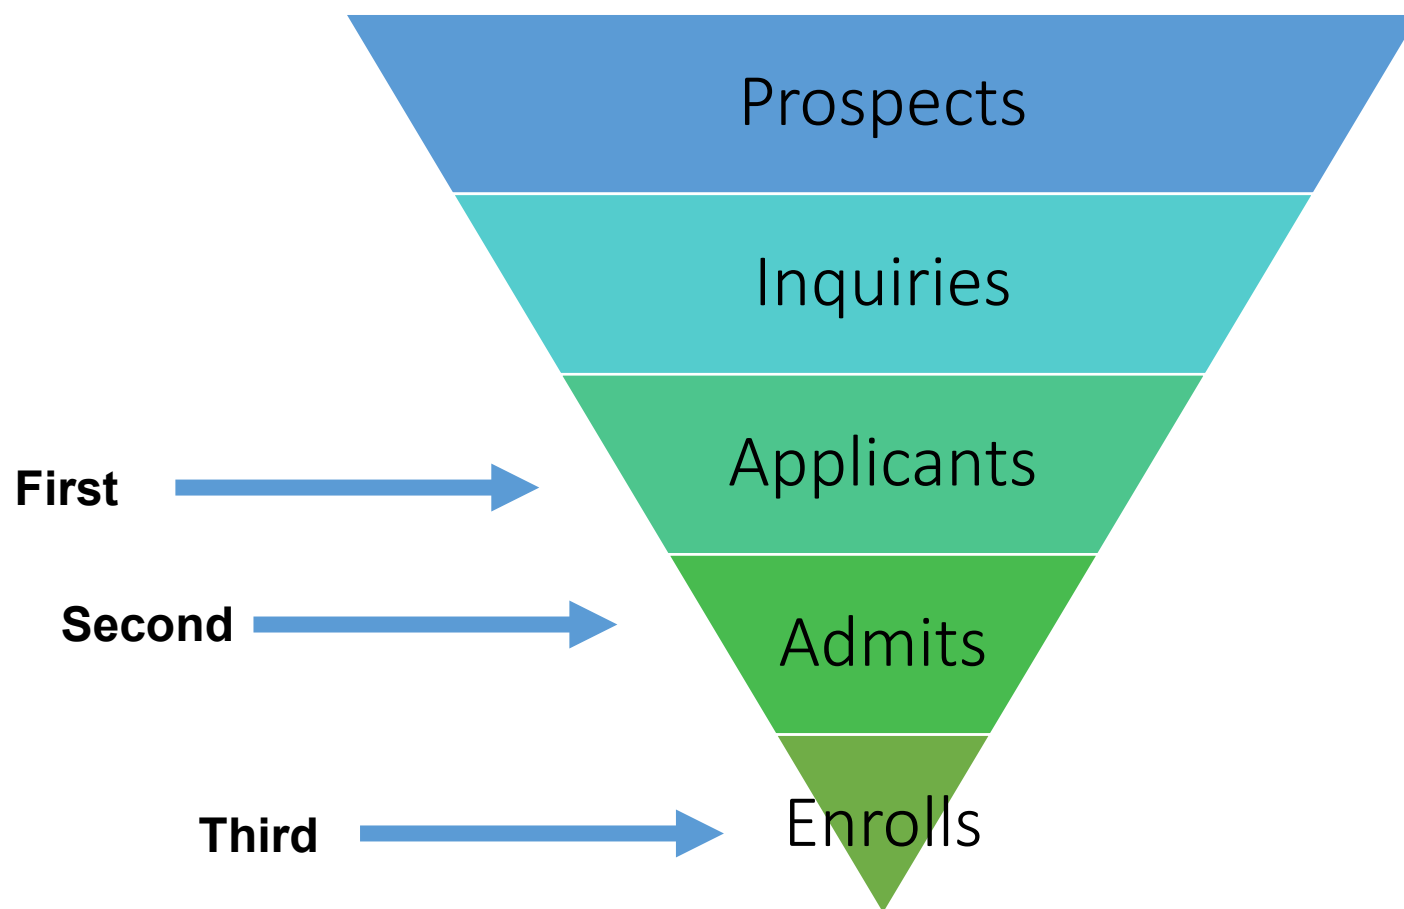 Prospects
Inquiries
Applicants
First
Second
Admits
Third
Enrolls